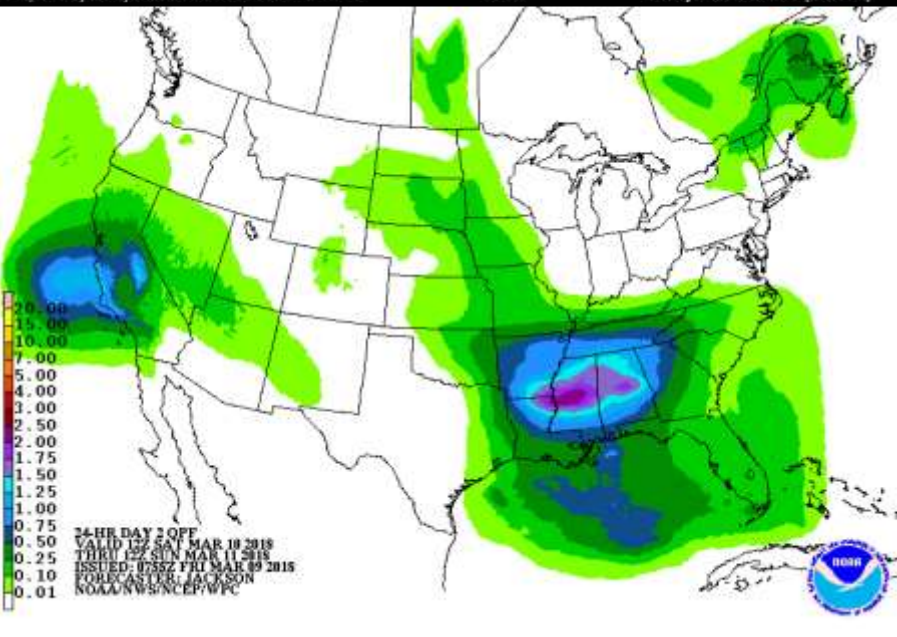 20.00
15.00
10.00
7.00
5.00
4.00
3.00
2.50
2.00
1.75
1.50
1.25
1.00
0.75
0.50
0.25
0.10
0.01
24-HR DAY 2 QPF
VALID 12Z SAT MAR 10 2018
THRU 12Z SUN MAR 11 2018
ISSUED: 0755Z FRI MAR 09 2018
FORECASTER: JACKSON
NOAA/NWS/NCEP/WPC
NOAA